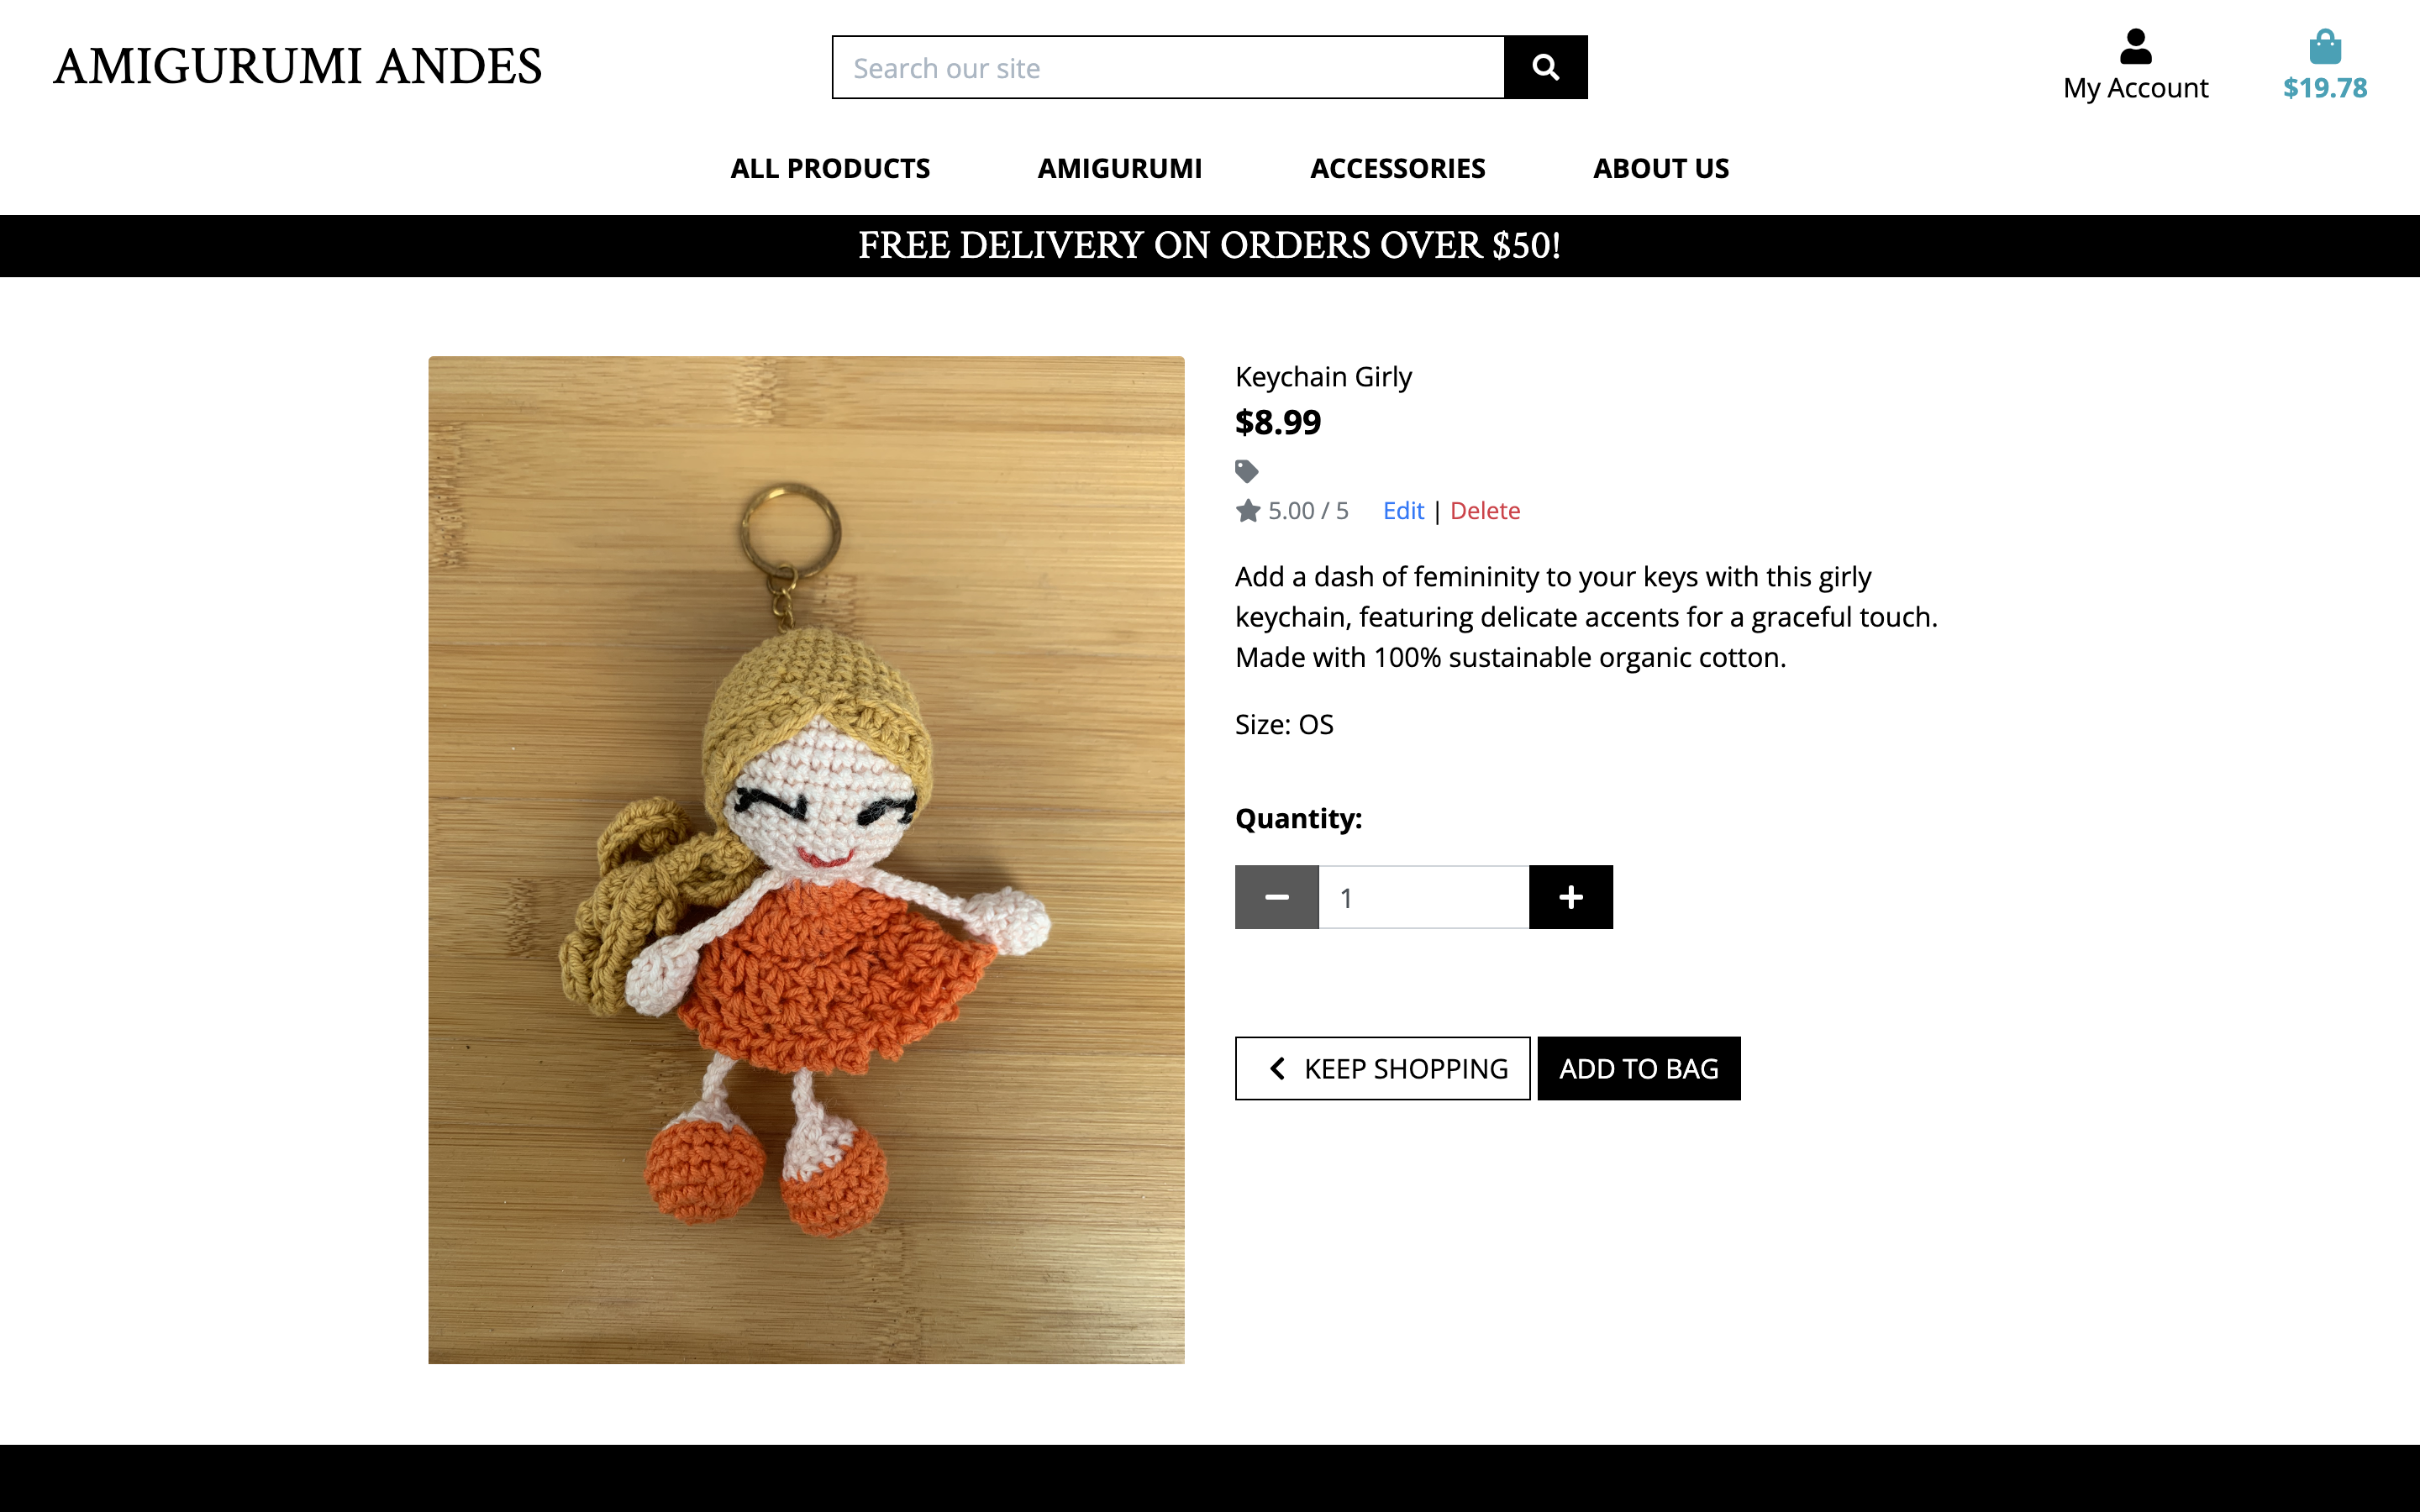 AMIGURUMI ANDES
Search our site
My Account
$19.78
ALL PRODUCTS
AMIGURUMI
ACCESSORIES
ABOUT US
FREE DELIVERY ON ORDERS OVER $50!
Keychain Girly
$8.99
5.00 / 5 Edit | Delete
Add a dash of femininity to your keys with this girly
keychain, featuring delicate accents for a graceful touch.
Made with 100% sustainable organic cotton.
Size: OS
Quantity:
1
KEEP SHOPPING
ADD TO BAG